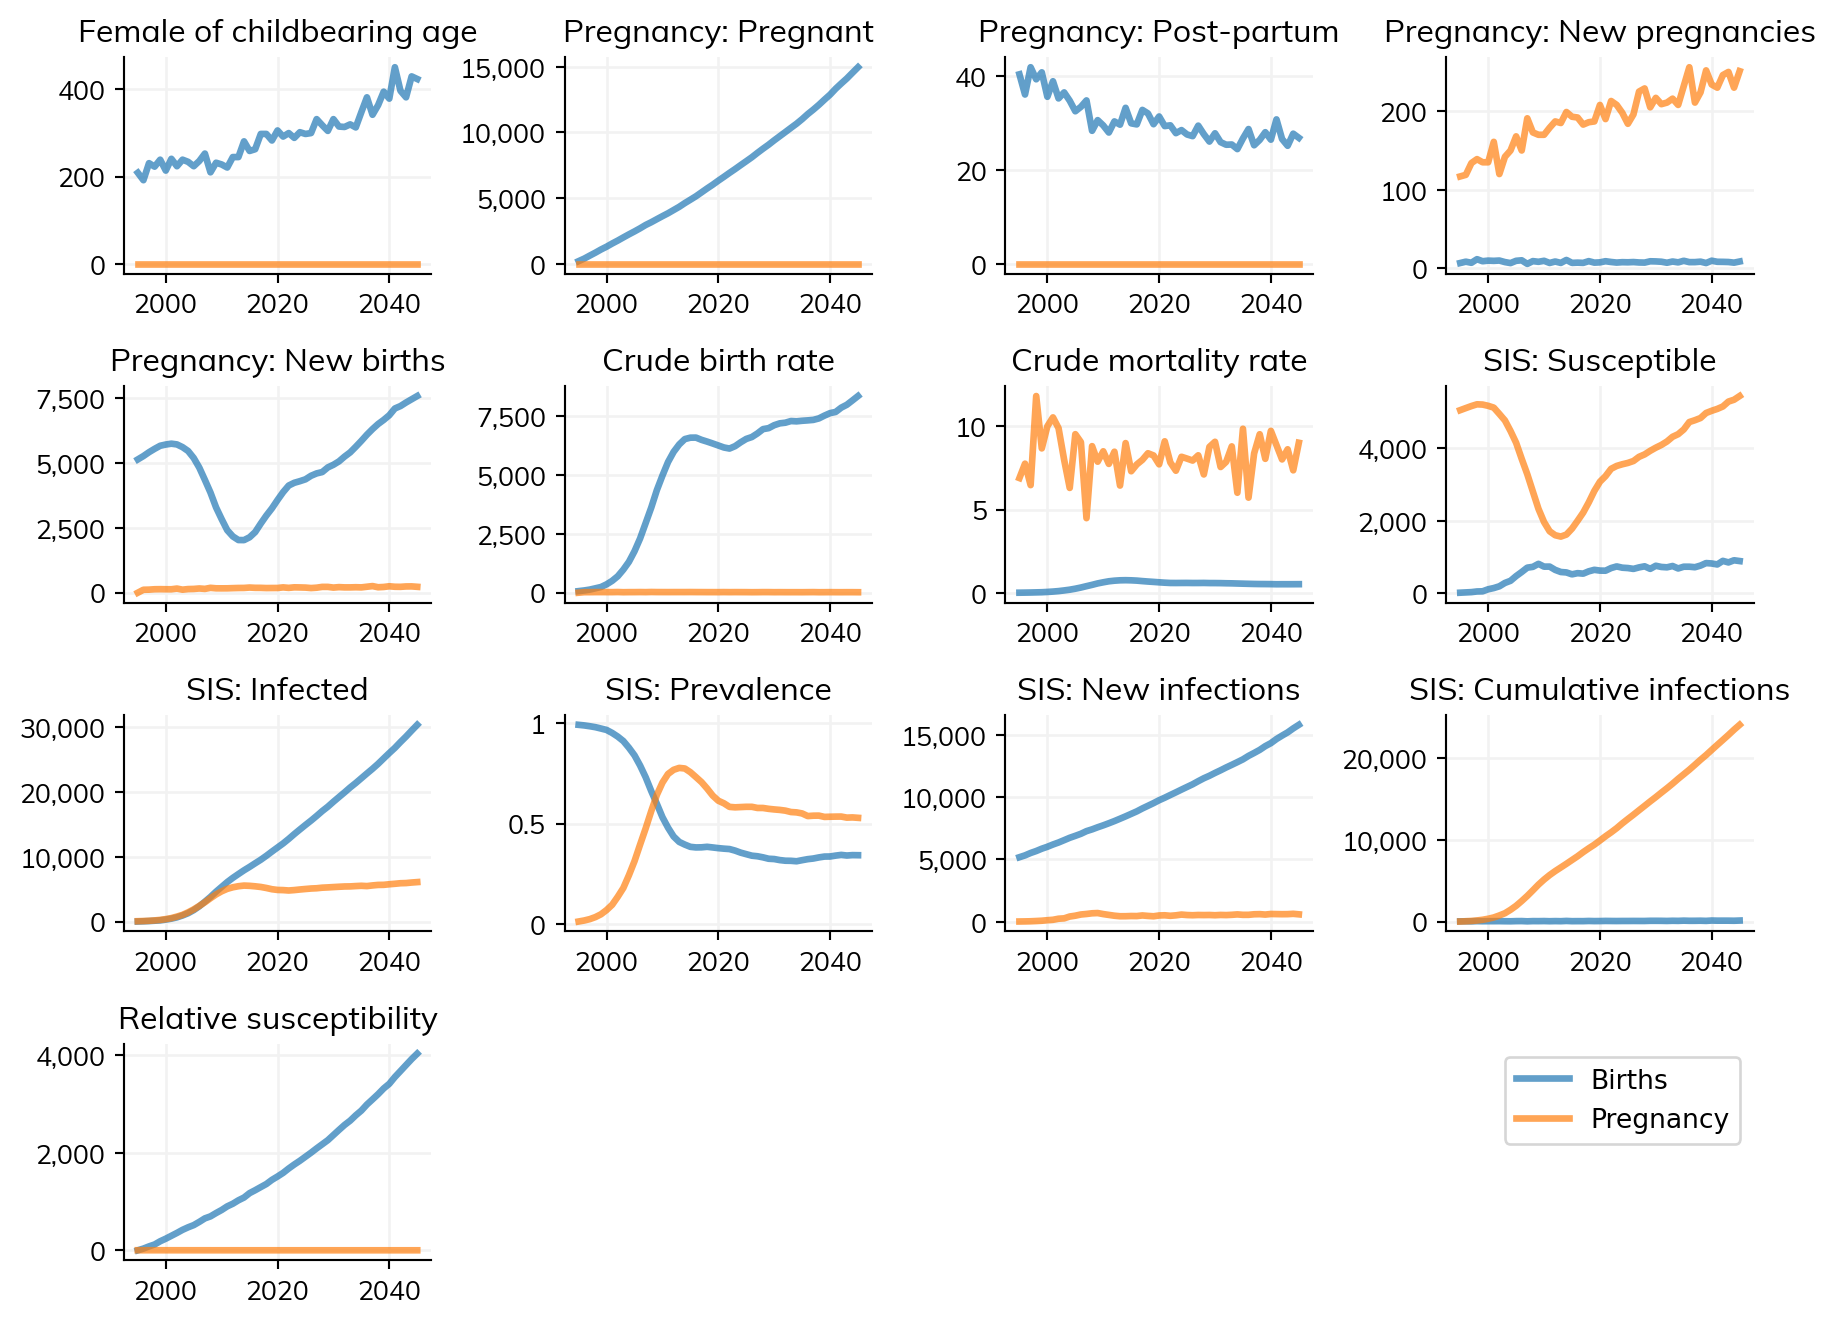 Female of childbearing age
400
200
0
2000 2020 2040
Pregnancy: Pregnant
15,000
10,000
5,000
0
2000 2020 2040
Pregnancy: Post-partum
40
20
0
2000 2020 2040
Pregnancy: New pregnancies
200
100
0
2000 2020 2040
Pregnancy: New births
7,500
5,000
2,500
0
2000 2020 2040
Crude birth rate
7,500
5,000
2,500
0
2000 2020 2040
Crude mortality rate
10
5
0
2000 2020 2040
SIS: Susceptible
4,000
2,000
0
2000 2020 2040
SIS: Infected
30,000
20,000
10,000
0
2000 2020 2040
SIS: Prevalence
1
0.5
0
2000 2020 2040
SIS: New infections
15,000
10,000
5,000
0
2000 2020 2040
SIS: Cumulative infections
20,000
10,000
0
2000 2020 2040
Relative susceptibility
4,000
2,000
0
2000 2020 2040
Births
Pregnancy